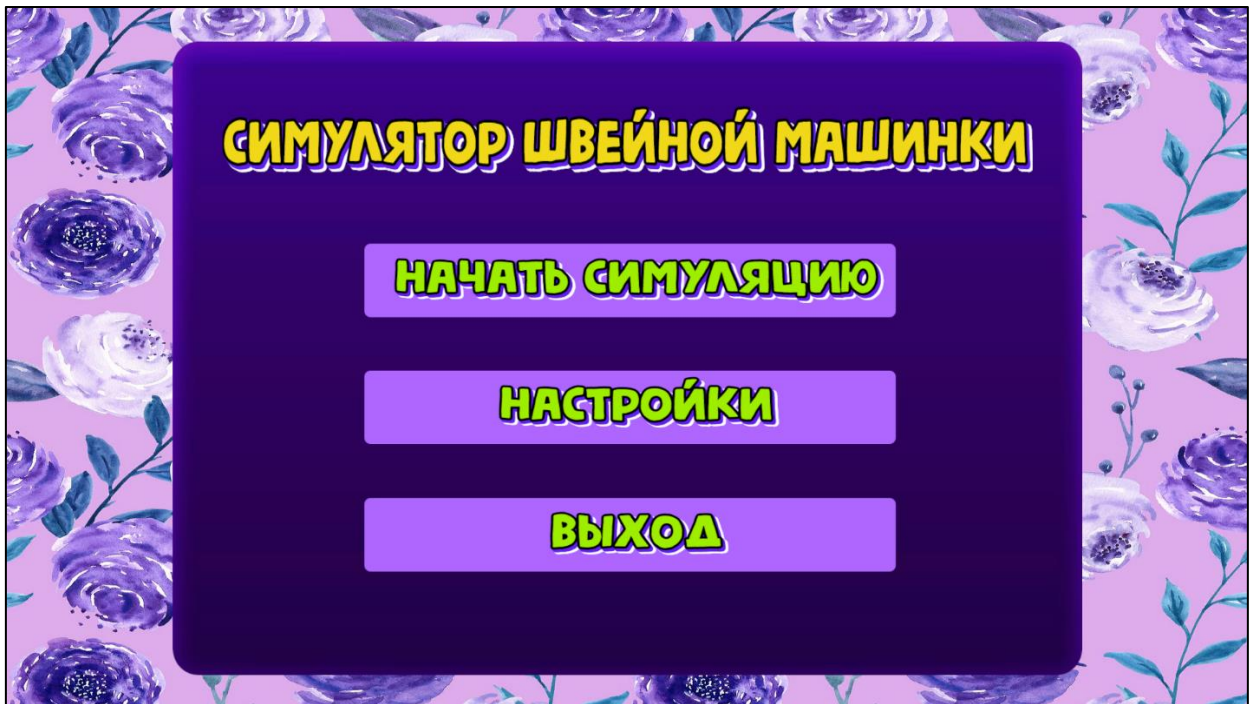 СИМУЛЯТОР ШВЕЙНОЙ МАШИНКИ
НАЧАТЬ СИМУЛЯЦИЮ
НАСТРОЙКИ
ВЫХОД